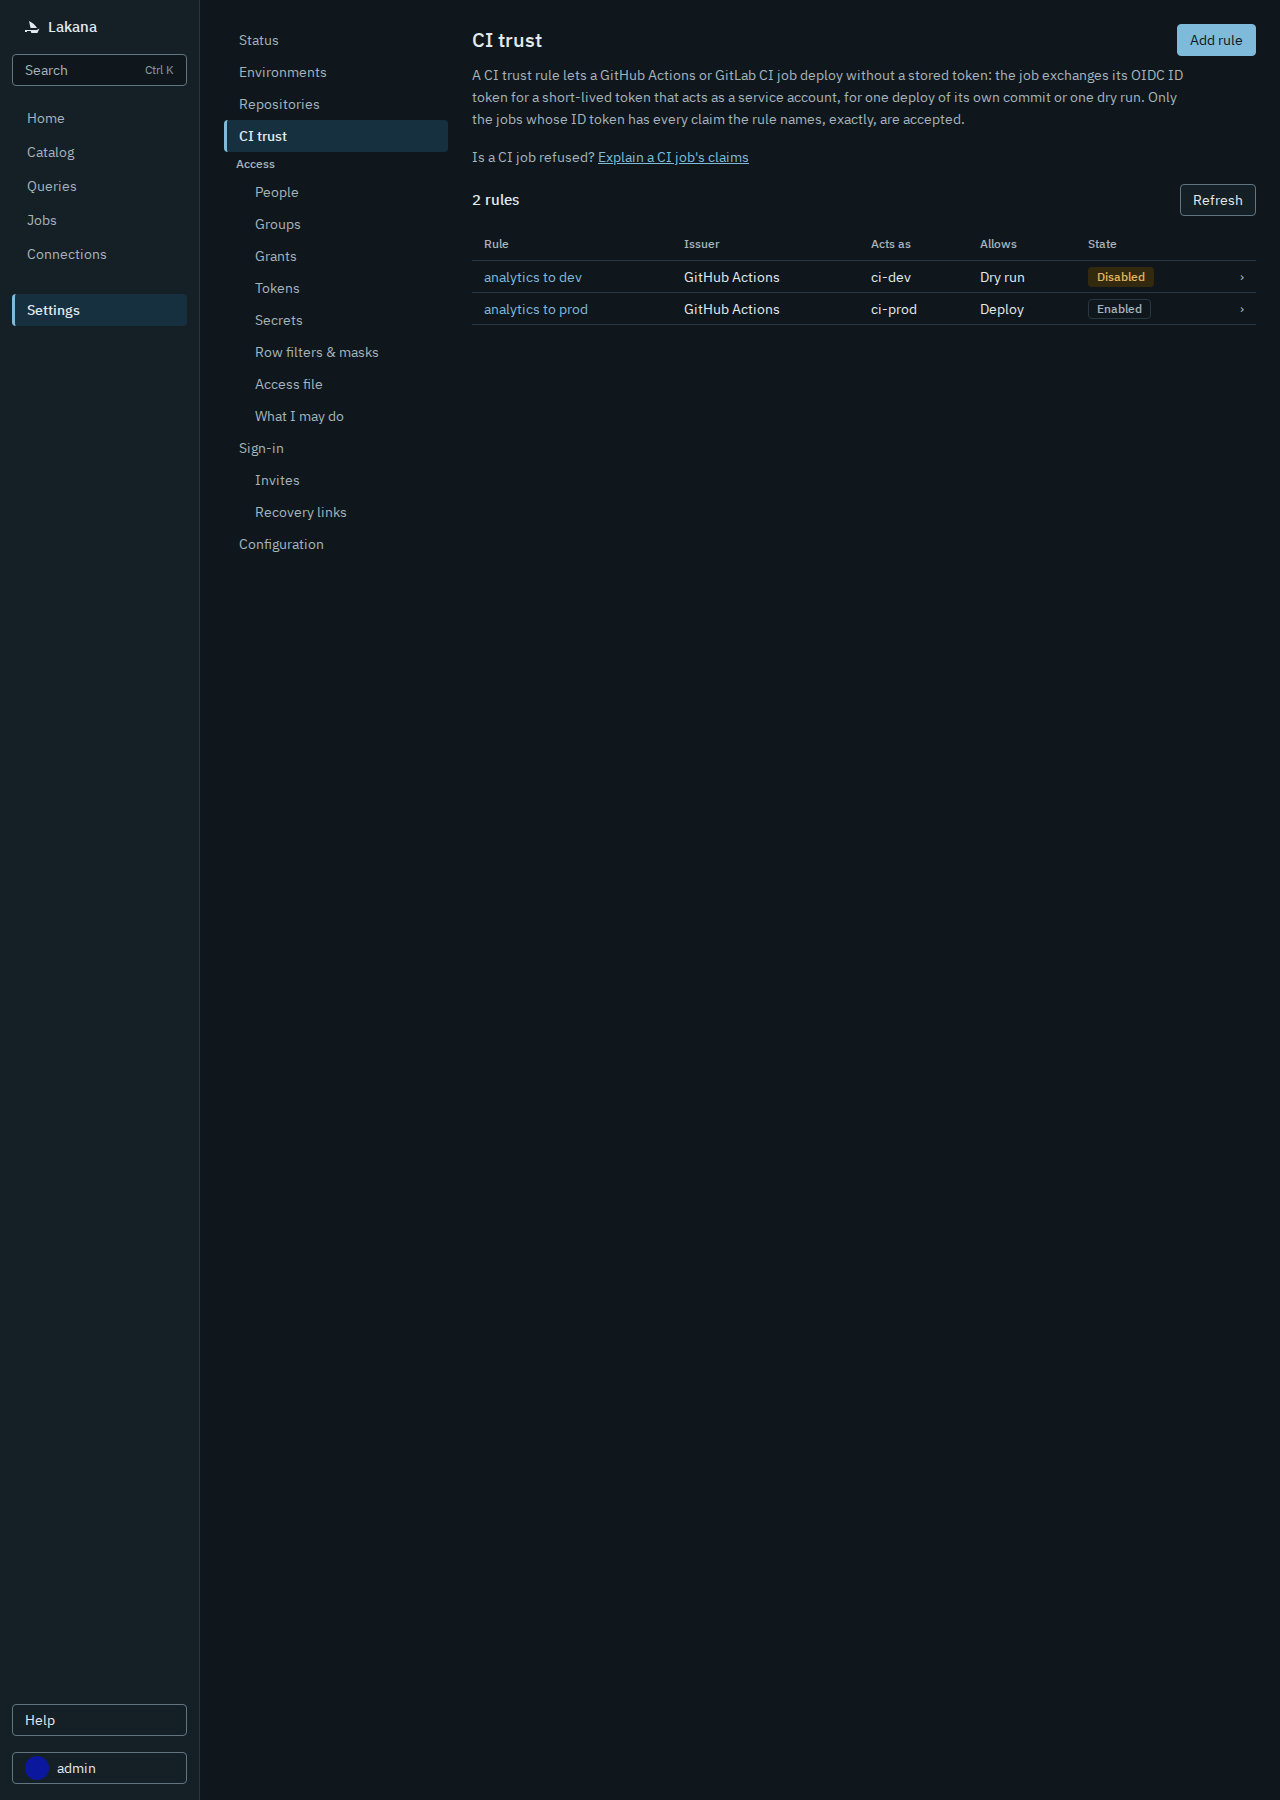 Lakana
Search Ctrl K
Home
Catalog
Queries
Jobs
Connections
Settings
Help
admin
Status
Environments
Repositories
CI trust
Access
People
Groups
Grants
Tokens
Secrets
Row filters & masks
Access file
What I may do
Sign-in
Invites
Recovery links
Configuration
CI trust
Add rule
A CI trust rule lets a GitHub Actions or GitLab CI job deploy without a stored token: the job exchanges its OIDC ID
token for a short-lived token that acts as a service account, for one deploy of its own commit or one dry run. Only
the jobs whose ID token has every claim the rule names, exactly, are accepted.
Is a CI job refused? Explain a CI job's claims
2 rules
Refresh
Rule Issuer Acts as Allows State
analytics to dev GitHub Actions ci-dev Dry run Disabled ›
analytics to prod GitHub Actions ci-prod Deploy Enabled ›